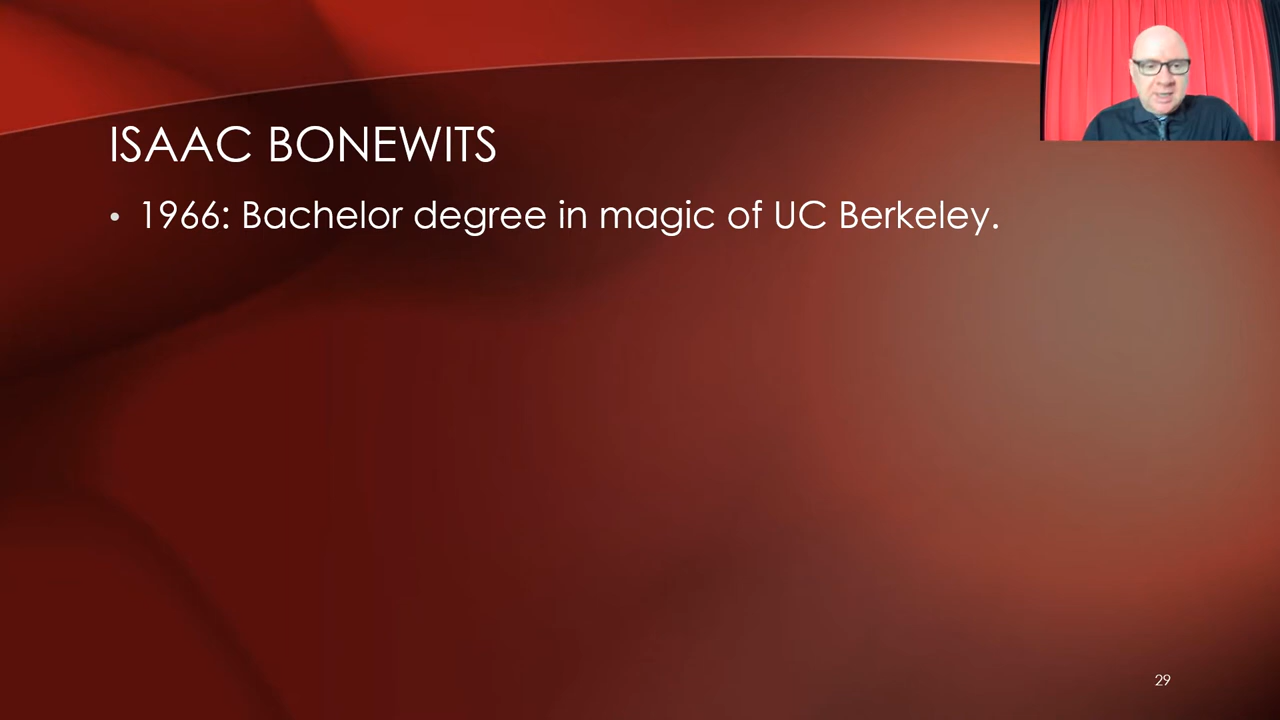 ISAAC BONEWITS
• 1966: Bachelor degree in magic of UC Berkeley.
29